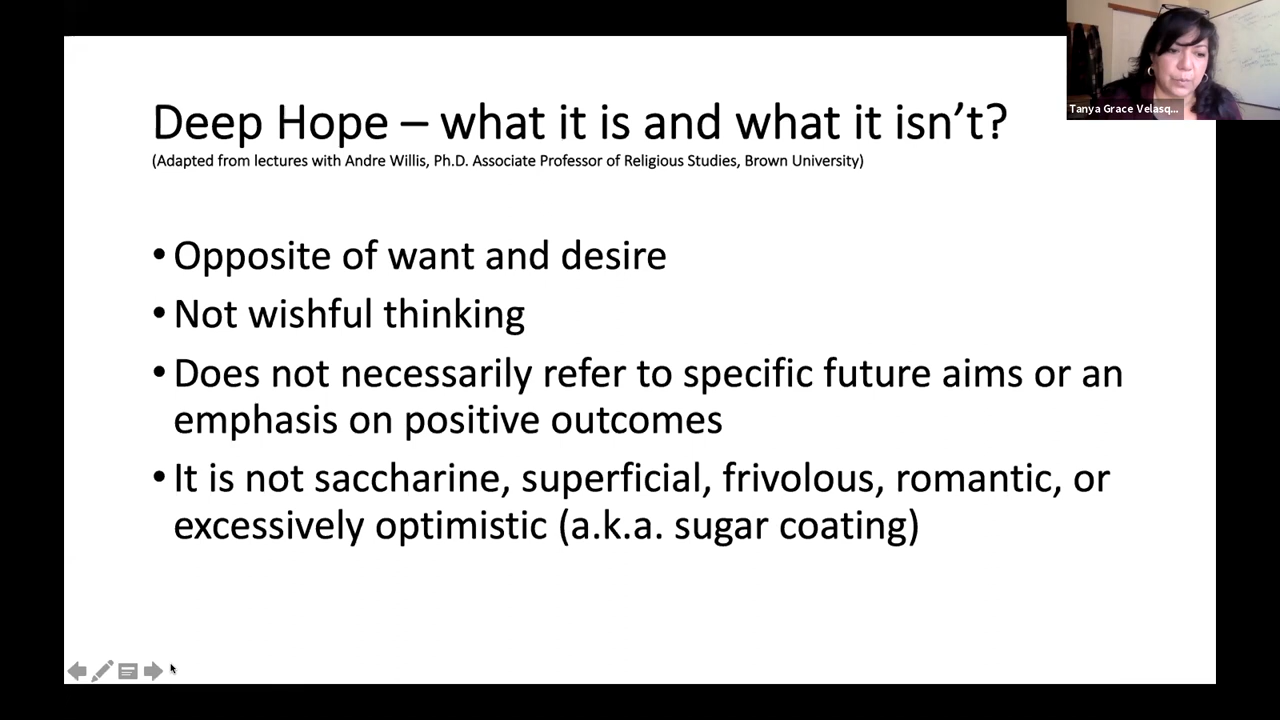 Deep Hope – what it is and what it isn’t?
(Adapted from lectures with Andre Willis, Ph.D. Associate Professor of Religious Studies, Brown University)
• Opposite of want and desire
• Not wishful thinking
• Does not necessarily refer to specific future aims or an
emphasis on positive outcomes
• It is not saccharine, superficial, frivolous, romantic, or
excessively optimistic (a.k.a. sugar coating)
Tanya Grace Velasq...